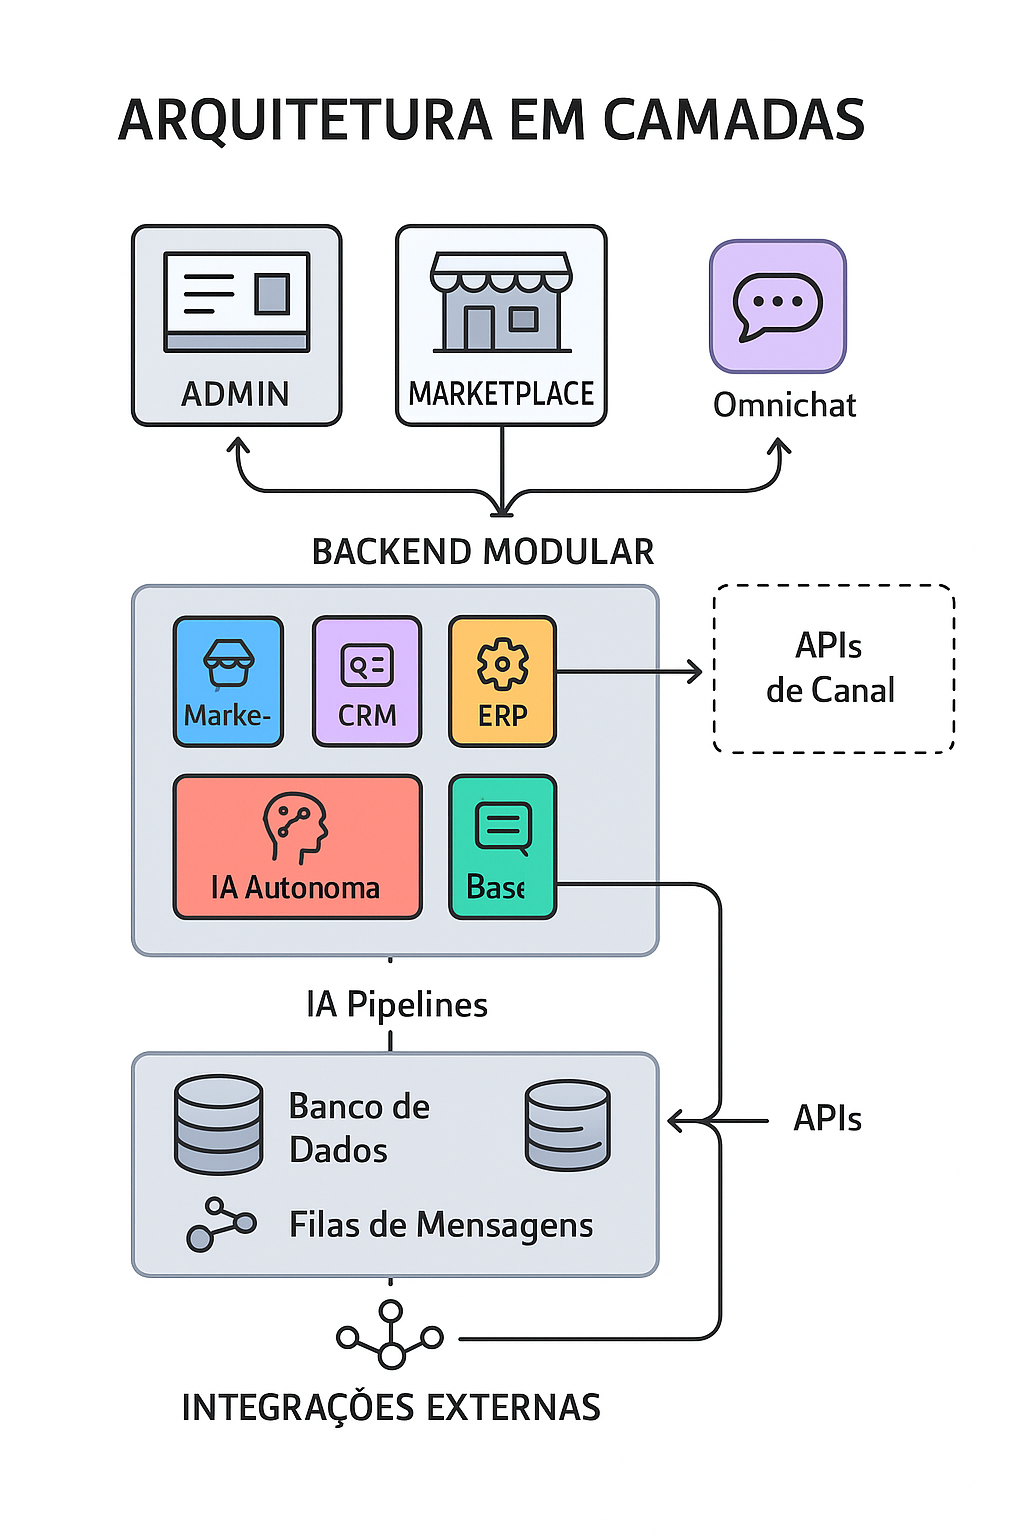 ARQUITETURA EM CAMADAS
ADMIN
MARKETPLACE
Omnichat
BACKEND MODULAR
Marke-
CRM
ERP
APIs
de Canal
IA Autonoma
Base
IA Pipelines
Banco de
Dados
APIs
Filas de Mensagens
INTEGRAÇÕES EXTERNAS